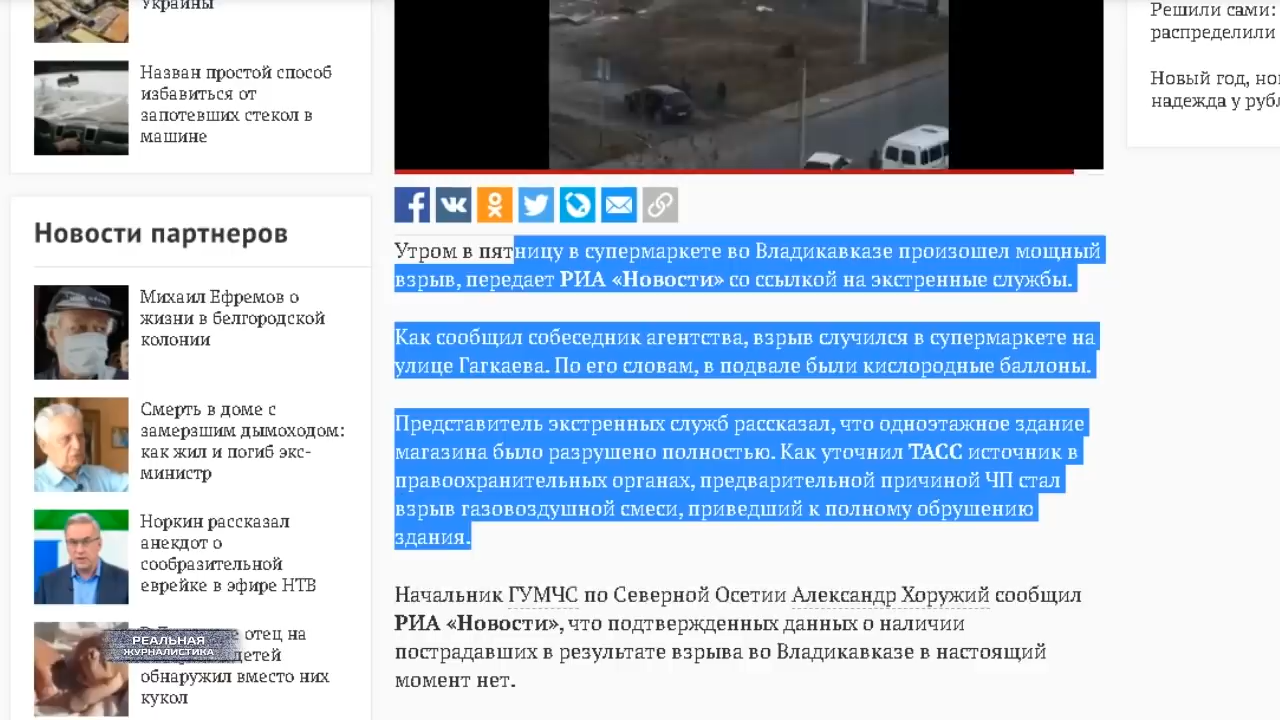 Украины
Назван простой способ
избавиться от
запотевших стекол в
машине
Новости партнеров
Михаил Ефремов о
жизни в белгородской
колонии
Смерть в доме с
замерзшим дымоходом:
как жил и погиб экс-
министр
Норкин рассказал
анекдот о
сообразительной
еврейке в эфире НТВ
отец на
детей
обнаружил вместо них
кукол
РЕАЛЬНАЯ
ЖУРНАЛИСТИКА
Утром в пятницу в супермаркете во Владикавказе произошел мощный
взрыв, передает РИА «Новости» со ссылкой на экстренные службы.
Как сообщил собеседник агентства, взрыв случился в супермаркете на
улице Гагкаева. По его словам, в подвале были кислородные баллоны.
Представитель экстренных служб рассказал, что одноэтажное здание
магазина было разрушено полностью. Как уточнил ТАСС источник в
правоохранительных органах, предварительной причиной ЧП стал
взрыв газовоздушной смеси, приведший к полному обрушению
здания.
Начальник ГУМЧС по Северной Осетии Александр Хоружий сообщил
РИА «Новости», что подтвержденных данных о наличии
пострадавших в результате взрыва во Владикавказе в настоящий
момент нет.
Решили сами:
распределили
Новый год,
надежда у